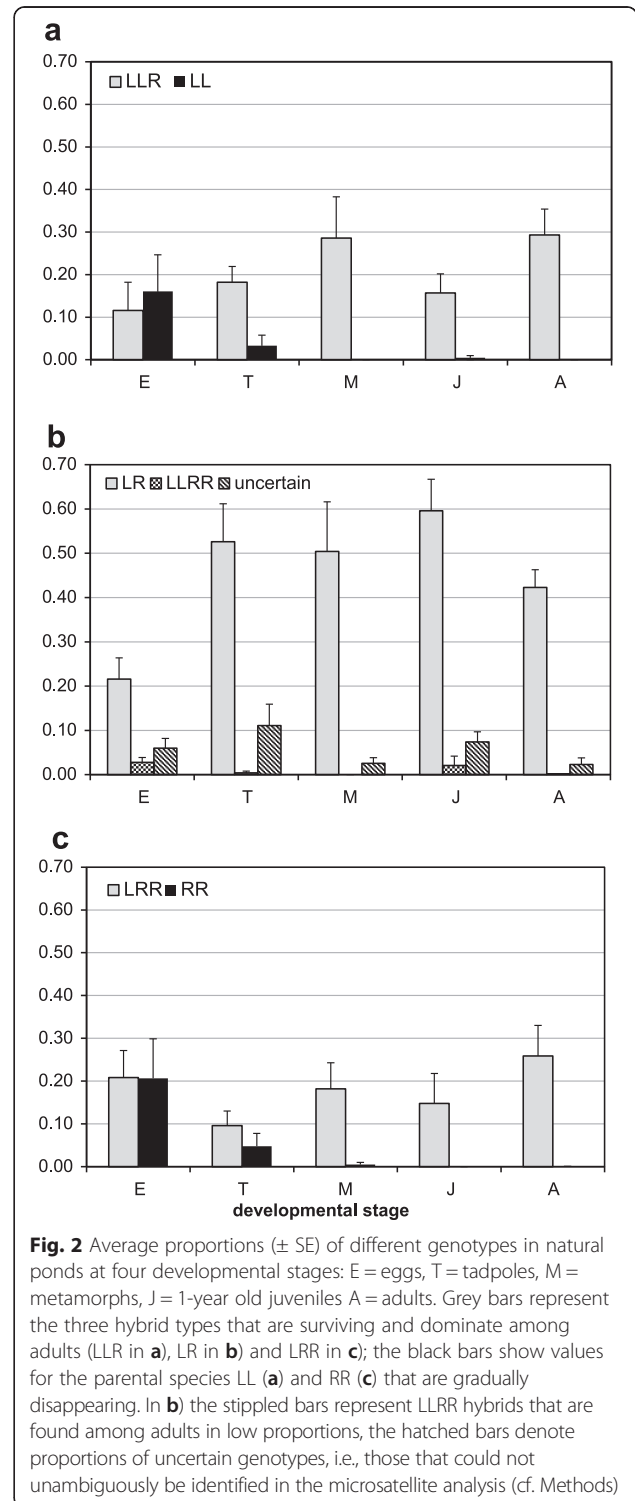 a
0.70
LLR LL
0.60
0.50
0.40
0.30
0.20
0.10
0.00
E T M J A
b
0.70
LR LLRR uncertain
0.60
0.50
0.40
0.30
0.20
0.10
0.00
E T M J A
c
0.70
LRR RR
0.60
0.50
0.40
0.30
0.20
0.10
0.00
E T M J A
developmental stage
Fig. 2 Average proportions (± SE) of different genotypes in natural
ponds at four developmental stages: E = eggs, T = tadpoles, M =
metamorphs, J = 1-year old juveniles A = adults. Grey bars represent
the three hybrid types that are surviving and dominate among
adults (LLR in a), LR in b) and LRR in c); the black bars show values
for the parental species LL (a) and RR (c) that are gradually
disappearing. In b) the stippled bars represent LLRR hybrids that are
found among adults in low proportions, the hatched bars denote
proportions of uncertain genotypes, i.e., those that could not
unambiguously be identified in the microsatellite analysis (cf. Methods)